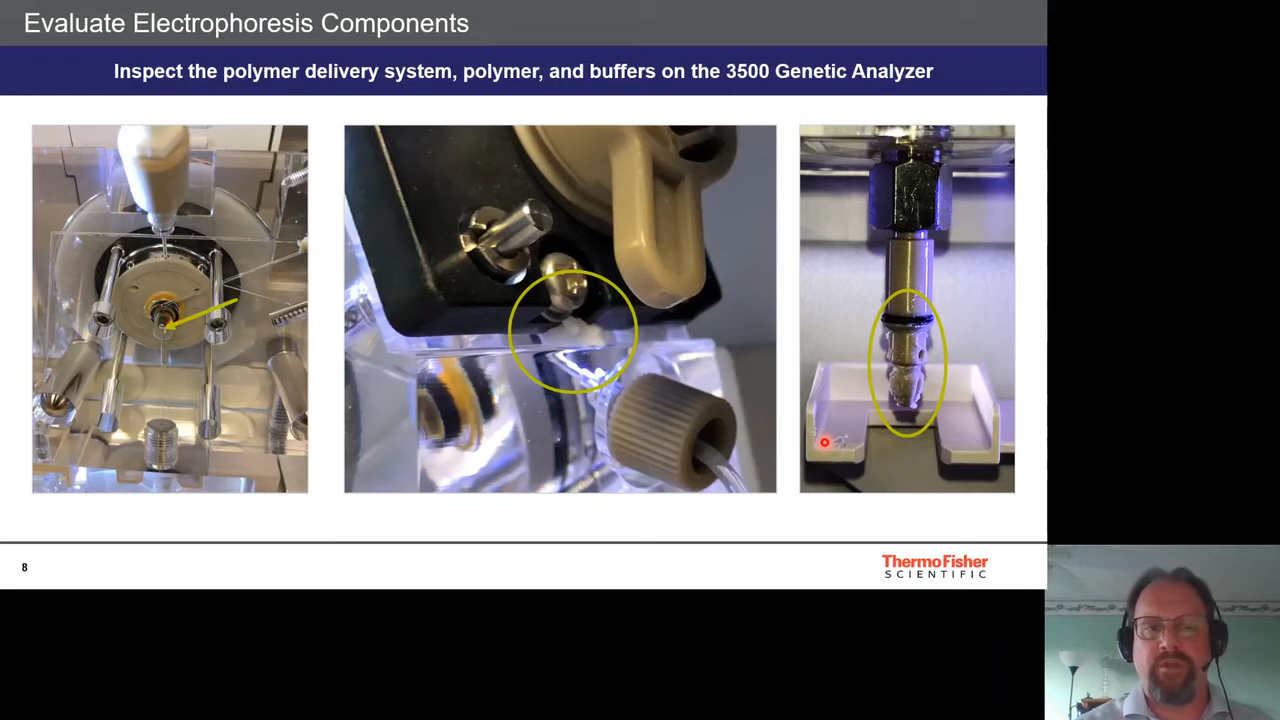 Evaluate Electrophoresis Components
Inspect the polymer delivery system, polymer, and buffers on the 3500 Genetic Analyzer
8
ThermoFisher
SCIENTIFIC